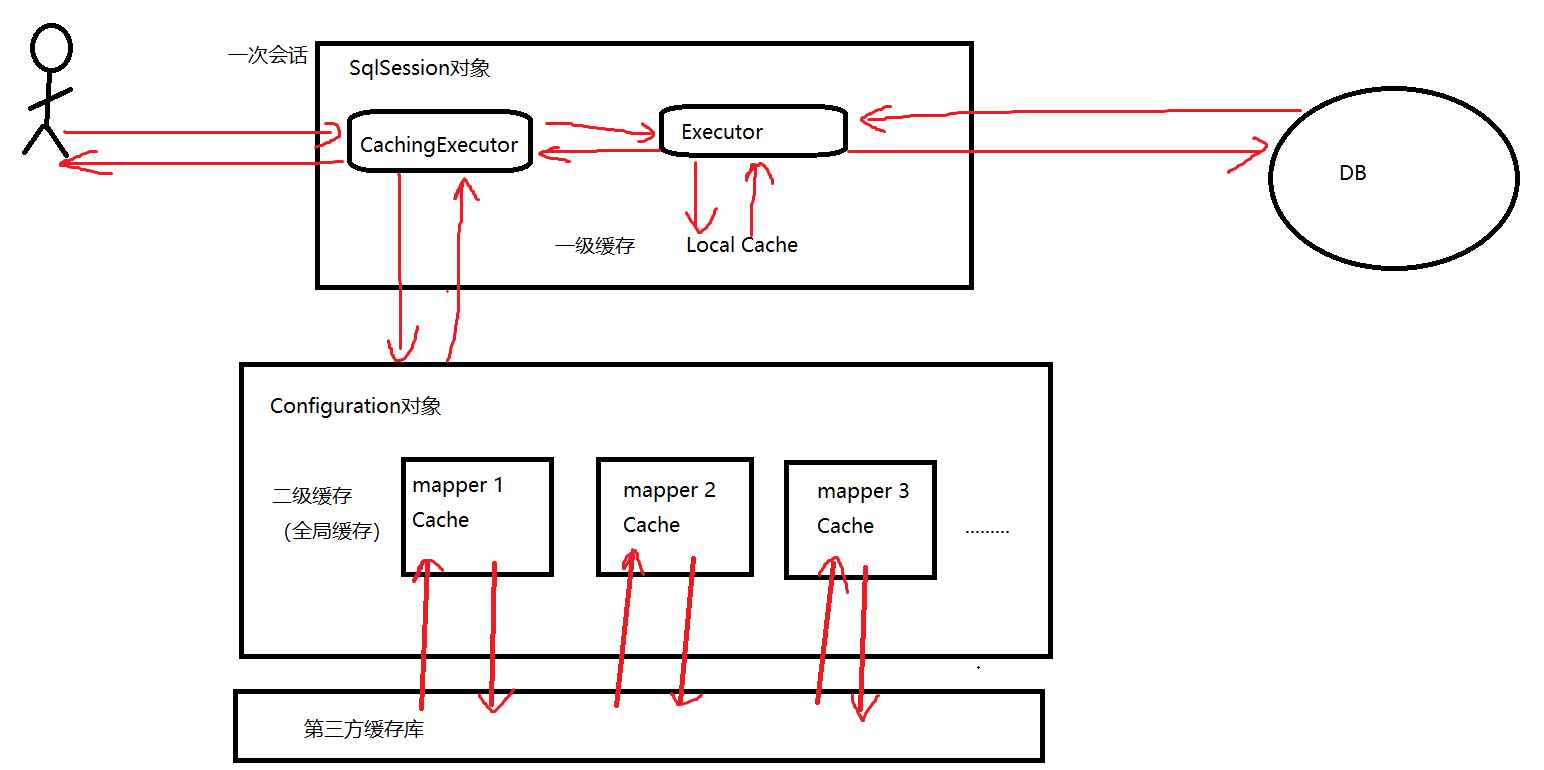 一次会话
SqlSession对象
CachingExecutor
Executor
DB
一级缓存
Local Cache
Configuration对象
二级缓存
（全局缓存）
mapper 1
Cache
mapper 2
Cache
mapper 3
Cache
.........
第三方缓存库